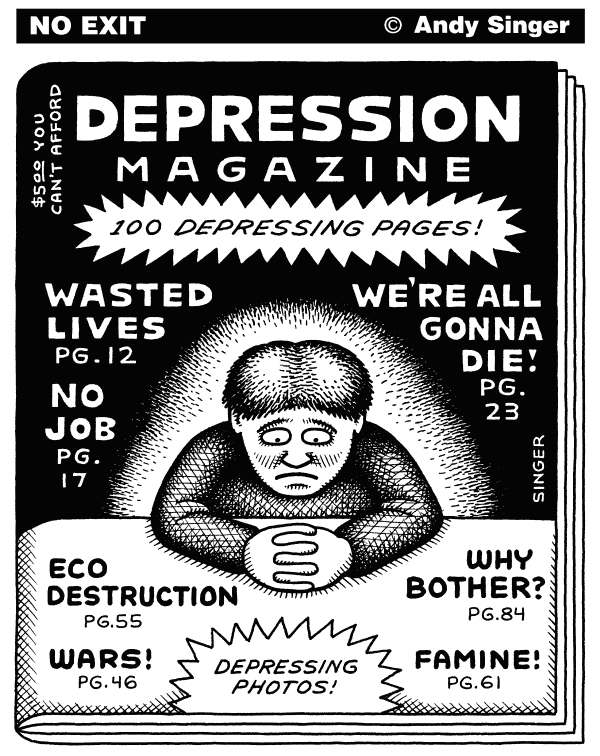 NO EXIT
© Andy Singer
$5.00 YOU
CAN'T AFFORD
DEPRESSION
MAGAZINE
100 DEPRESSING PAGES!
WASTED
LIVES
PG.12
NO
JOB
PG.
17
WE'RE ALL
GONNA
DIE!
PG.
23
SINGER
ECO
DESTRUCTION
PG.55
WARS!
PG.46
DEPRESSING
PHOTOS!
WHY
BOTHER?
PG.84
FAMINE!
PG.61